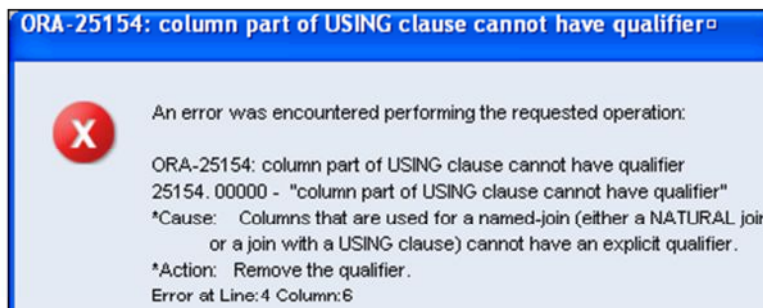 ORA-25154: column part of USING clause cannot have qualifier¤
An error was encountered performing the requested operation:
ORA-25154: column part of USING clause cannot have qualifier
25154. 00000 - "column part of USING clause cannot have qualifier"
*Cause: Columns that are used for a named-join (either a NATURAL join
or a join with a USING clause) cannot have an explicit qualifier.
*Action: Remove the qualifier.
Error at Line:4 Column:6